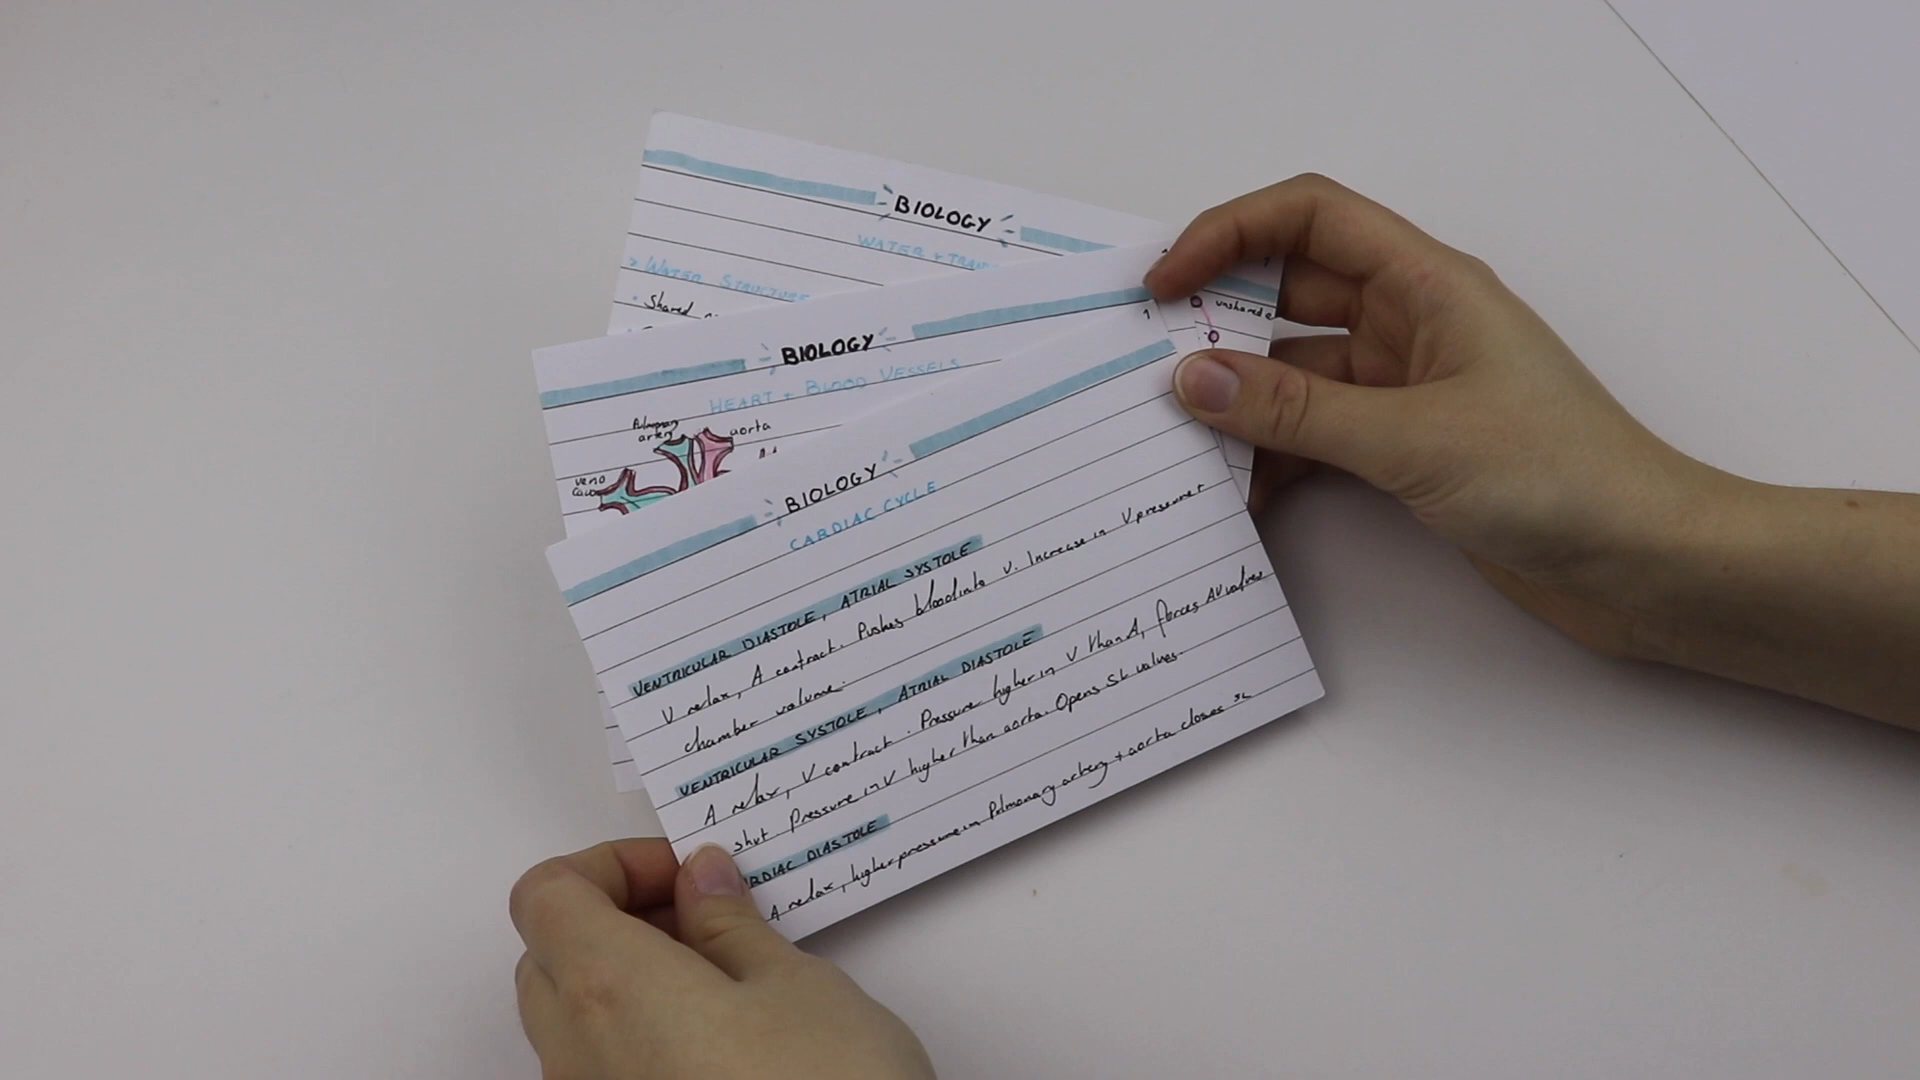 BIOLOGY
WATER + TRAN
> WATER STRUCTURE
Shared
unshared e
1
BIOLOGY
HEART + BLOOD VESSELS
Pulmonary
artery
aorta
vena
Cava
1
BIOLOGY
CARDIAC CYCLE
VENTRICULAR DIASTOLE, ATRIAL SYSTOLE
V relax, A contract. Pushes blood into V. Increase in V pressure +
chamber volume.
VENTRICULAR SYSTOLE, ATRIAL DIASTOLE
A relax, V contract. Pressure higher in V than A, forces AV valves
shut. Pressure in V higher than aorta. Opens SL valves.
RDIAC DIASTOLE
A relax, higher pressure in Pulmonary artery + aorta closes SL